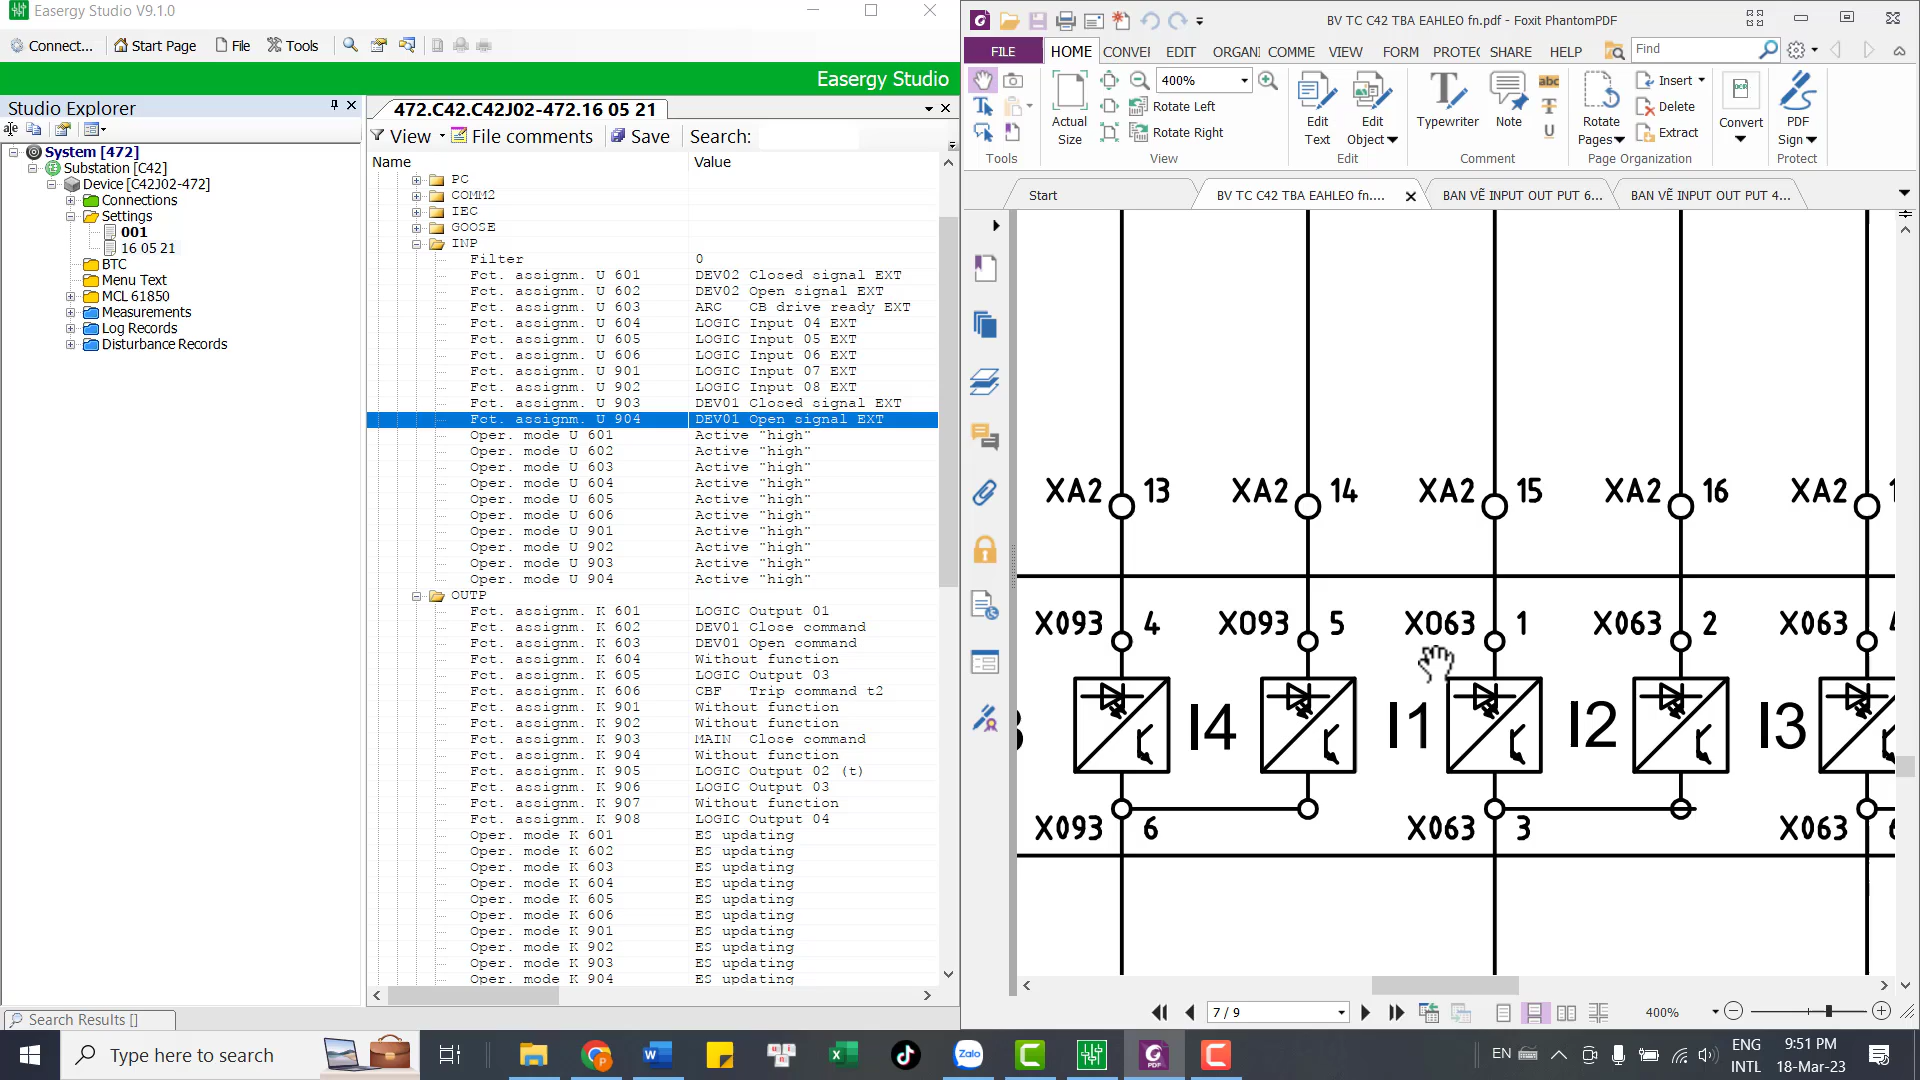 Easergy Studio V9.1.0
Connect... Start Page File Tools
Easergy Studio
Studio Explorer
System [472]
Substation [C42]
Device [C42J02-472]
Connections
Settings
001
16 05 21
BTC
Menu Text
MCL 61850
Measurements
Log Records
Disturbance Records
Search Results []
472.C42.C42J02-472.16 05 21
View File comments Save Search:
Name Value
PC
COMM2
IEC
GOOSE
INP
Filter 0
Fct. assignm. U 601 DEV02 Closed signal EXT
Fct. assignm. U 602 DEV02 Open signal EXT
Fct. assignm. U 603 ARC CB drive ready EXT
Fct. assignm. U 604 LOGIC Input 04 EXT
Fct. assignm. U 605 LOGIC Input 05 EXT
Fct. assignm. U 606 LOGIC Input 06 EXT
Fct. assignm. U 901 LOGIC Input 07 EXT
Fct. assignm. U 902 LOGIC Input 08 EXT
Fct. assignm. U 903 DEV01 Closed signal EXT
Fct. assignm. U 904 DEV01 Open signal EXT
Oper. mode U 601 Active "high"
Oper. mode U 602 Active "high"
Oper. mode U 603 Active "high"
Oper. mode U 604 Active "high"
Oper. mode U 605 Active "high"
Oper. mode U 606 Active "high"
Oper. mode U 901 Active "high"
Oper. mode U 902 Active "high"
Oper. mode U 903 Active "high"
Oper. mode U 904 Active "high"
OUTP
Fct. assignm. K 601 LOGIC Output 01
Fct. assignm. K 602 DEV01 Close command
Fct. assignm. K 603 DEV01 Open command
Fct. assignm. K 604 Without function
Fct. assignm. K 605 LOGIC Output 03
Fct. assignm. K 606 CBF Trip command t2
Fct. assignm. K 901 Without function
Fct. assignm. K 902 Without function
Fct. assignm. K 903 MAIN Close command
Fct. assignm. K 904 Without function
Fct. assignm. K 905 LOGIC Output 02 (t)
Fct. assignm. K 906 LOGIC Output 03
Fct. assignm. K 907 Without function
Fct. assignm. K 908 LOGIC Output 04
Oper. mode K 601 ES updating
Oper. mode K 602 ES updating
Oper. mode K 603 ES updating
Oper. mode K 604 ES updating
Oper. mode K 605 ES updating
Oper. mode K 606 ES updating
Oper. mode K 901 ES updating
Oper. mode K 902 ES updating
Oper. mode K 903 ES updating
Oper. mode K 904 ES updating
BV TC C42 TBA EAHLEO fn.pdf - Foxit PhantomPDF
FILE HOME CONVEI EDIT ORGANI COMME VIEW FORM PROTEC SHARE HELP Find
400% Insert
Rotate Left Delete
Rotate Right Extract
Actual Size Edit Text Edit Object Typewriter Note Rotate Pages Convert PDF Sign
Tools View Edit Comment Page Organization Protect
Start BV TC C42 TBA EAHLEO fn.... BAN VẼ INPUT OUT PUT 6... BAN VẼ INPUT OUT PUT 4...
XA2 13 XA2 14 XA2 15 XA2 16 XA2 1
X093 4 XO93 5 XO63 1 X063 2 X063
I4 I1 I2 I3
X093 6 X063 3 X063
7 / 9 400%
Type here to search
Zalo
EN
ENG
INTL
9:51 PM
18-Mar-23